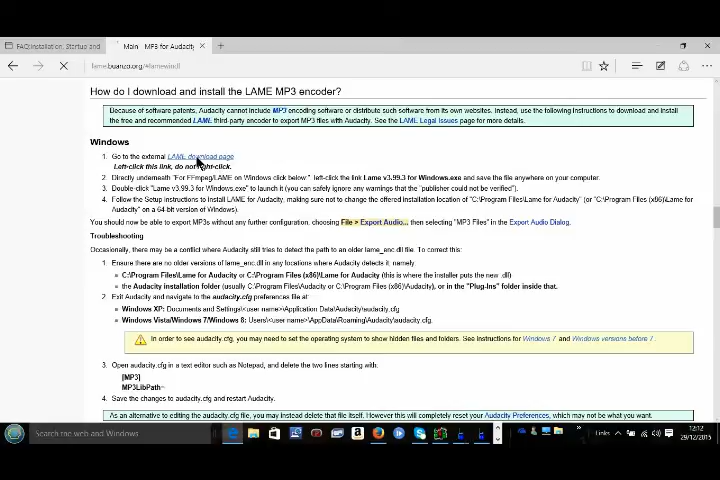 FAQ:Installation, Startup and
Main - MP3 for Audacity
lame.buanzo.org/#lamewindl
How do I download and install the LAME MP3 encoder?
Because of software patents, Audacity cannot include MP3 encoding software or distribute such software from its own websites. Instead, use the following instructions to download and install
the free and recommended LAME third-party encoder to export MP3 files with Audacity. See the LAME Legal Issues page for more details.
Windows
1. Go to the external LAME download page
Left-click this link, do not right-click.
2. Directly underneath "For FFmpeg/LAME on Windows click below:" left-click the link Lame v3.99.3 for Windows.exe and save the file anywhere on your computer.
3. Double-click "Lame v3.99.3 for Windows.exe" to launch it (you can safely ignore any warnings that the "publisher could not be verified").
4. Follow the Setup instructions to install LAME for Audacity, making sure not to change the offered installation location of "C:\Program Files\Lame for Audacity" (or "C:\Program Files (x86)\Lame for
Audacity" on a 64-bit version of Windows).
You should now be able to export MP3s without any further configuration, choosing File > Export Audio... then selecting "MP3 Files" in the Export Audio Dialog.
Troubleshooting
Occasionally, there may be a conflict where Audacity still tries to detect the path to an older lame_enc.dll file. To correct this:
1. Ensure there are no older versions of lame_enc.dll in any locations where Audacity detects it, namely:
C:\Program Files\Lame for Audacity or C:\Program Files (x86)\Lame for Audacity (this is where the installer puts the new .dll)
the Audacity installation folder (usually C:\Program Files\Audacity or C:\Program Files (x86)\Audacity), or in the "Plug-Ins" folder inside that.
2. Exit Audacity and navigate to the audacity.cfg preferences file at:
Windows XP: Documents and Settings\<user name>\Application Data\Audacity\audacity.cfg
Windows Vista/Windows 7/Windows 8: Users\<user name>\AppData\Roaming\Audacity\audacity.cfg.
In order to see audacity.cfg, you may need to set the operating system to show hidden files and folders. See instructions for Windows 7 and Windows versions before 7.
3. Open audacity.cfg in a text editor such as Notepad, and delete the two lines starting with:
[MP3]
MP3LibPath=
4. Save the changes to audacity.cfg and restart Audacity.
As an alternative to editing the audacity.cfg file, you may instead delete that file itself. However this will completely reset your Audacity Preferences, which may not be what you want.
Search the web and Windows
Links
12:12
29/12/2015